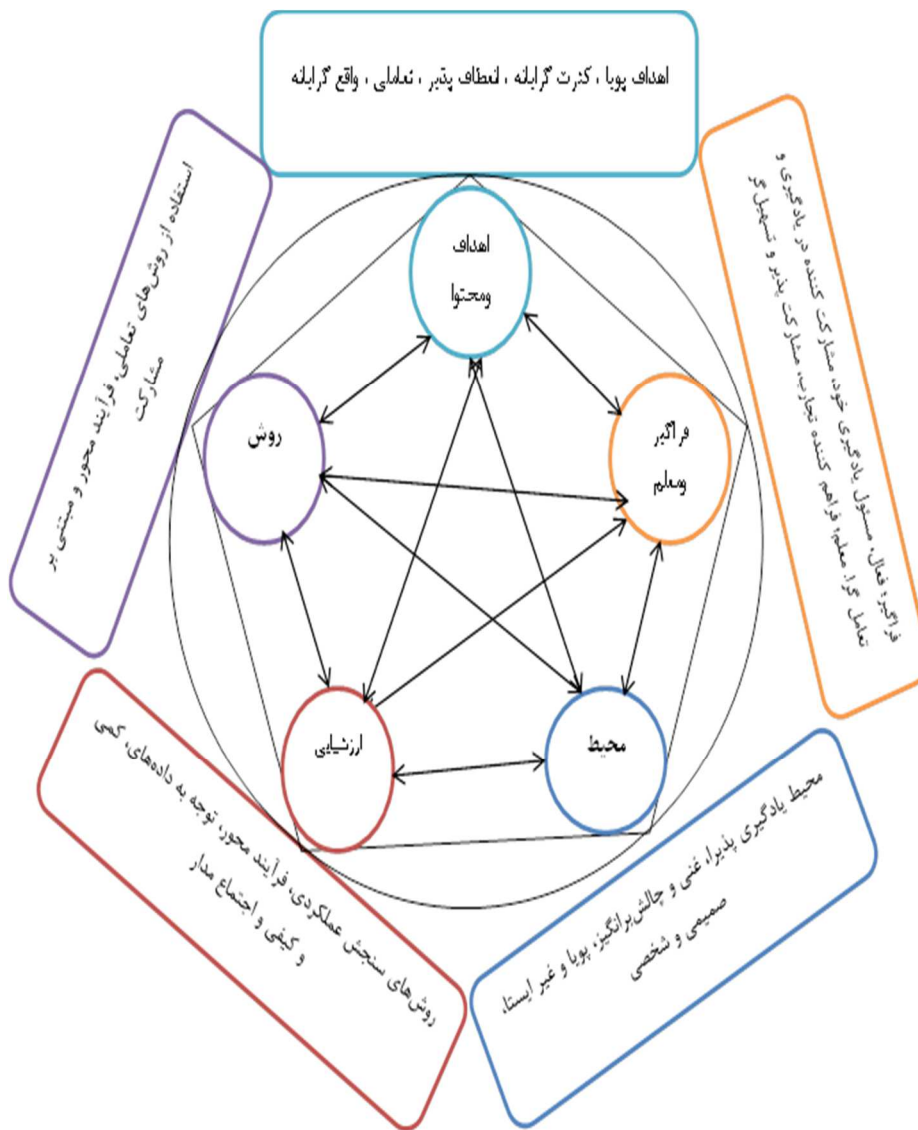 اهداف پویا ، کثرت گرایانه ، انعطاف پذیر ، تعاملی ، واقع گرایانه
فراگیر؛ فعال، مسئول یادگیری خود، مشارکت کننده در یادگیری و
تعامل گرا. معلم؛ فراهم کننده تجارب، مشارکت پذیر و تسهیل‌گر
استفاده از روش‌های تعاملی، فرآیند محور و مبتنی بر
مشارکت
اهداف
ومحتوا
فراگیر
ومعلم
روش
محیط
ارزشیابی
محیط یادگیری پذیرا، غنی و چالش‌برانگیز، پویا و غیر ایستا،
صمیمی و شخصی
روش‌های سنجش عملکردی، فرآیند محور، توجه به داده‌های، کمی
و کیفی و اجتماع مدار